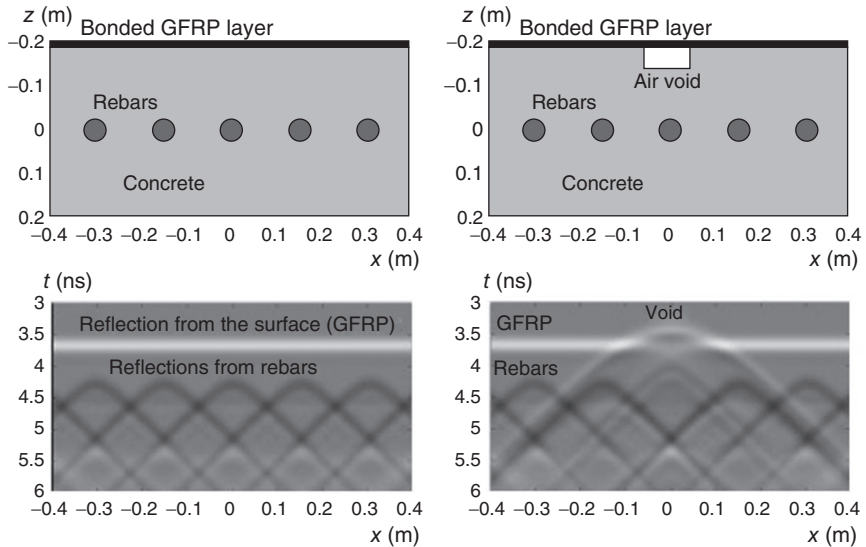 z (m)
Bonded GFRP layer
–0.2
–0.1
0
0.1
0.2
Rebars
Concrete
–0.4 –0.3 –0.2 –0.1 0 0.1 0.2 0.3 0.4
x (m)
z (m)
Bonded GFRP layer
–0.2
–0.1
0
0.1
0.2
Air void
Rebars
Concrete
–0.4 –0.3 –0.2 –0.1 0 0.1 0.2 0.3 0.4
x (m)
t (ns)
3
3.5
4
4.5
5
5.5
6
Reflection from the surface (GFRP)
Reflections from rebars
–0.4 –0.3 –0.2 –0.1 0 0.1 0.2 0.3 0.4
x (m)
t (ns)
3
3.5
4
4.5
5
5.5
6
Void
GFRP
Rebars
–0.4 –0.3 –0.2 –0.1 0 0.1 0.2 0.3 0.4
x (m)